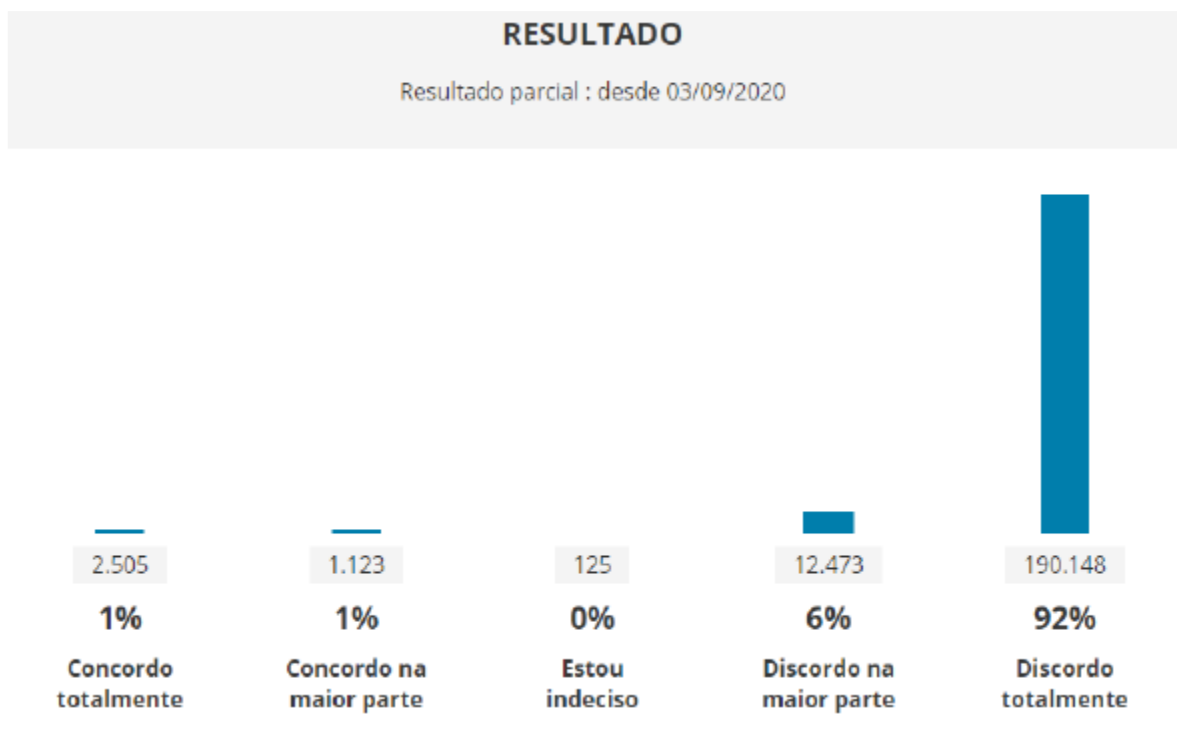 RESULTADO
Resultado parcial : desde 03/09/2020
2.505
1.123
125
12.473
190.148
1%
1%
0%
6%
92%
Concordo
totalmente
Concordo na
maior parte
Estou
indeciso
Discordo na
maior parte
Discordo
totalmente